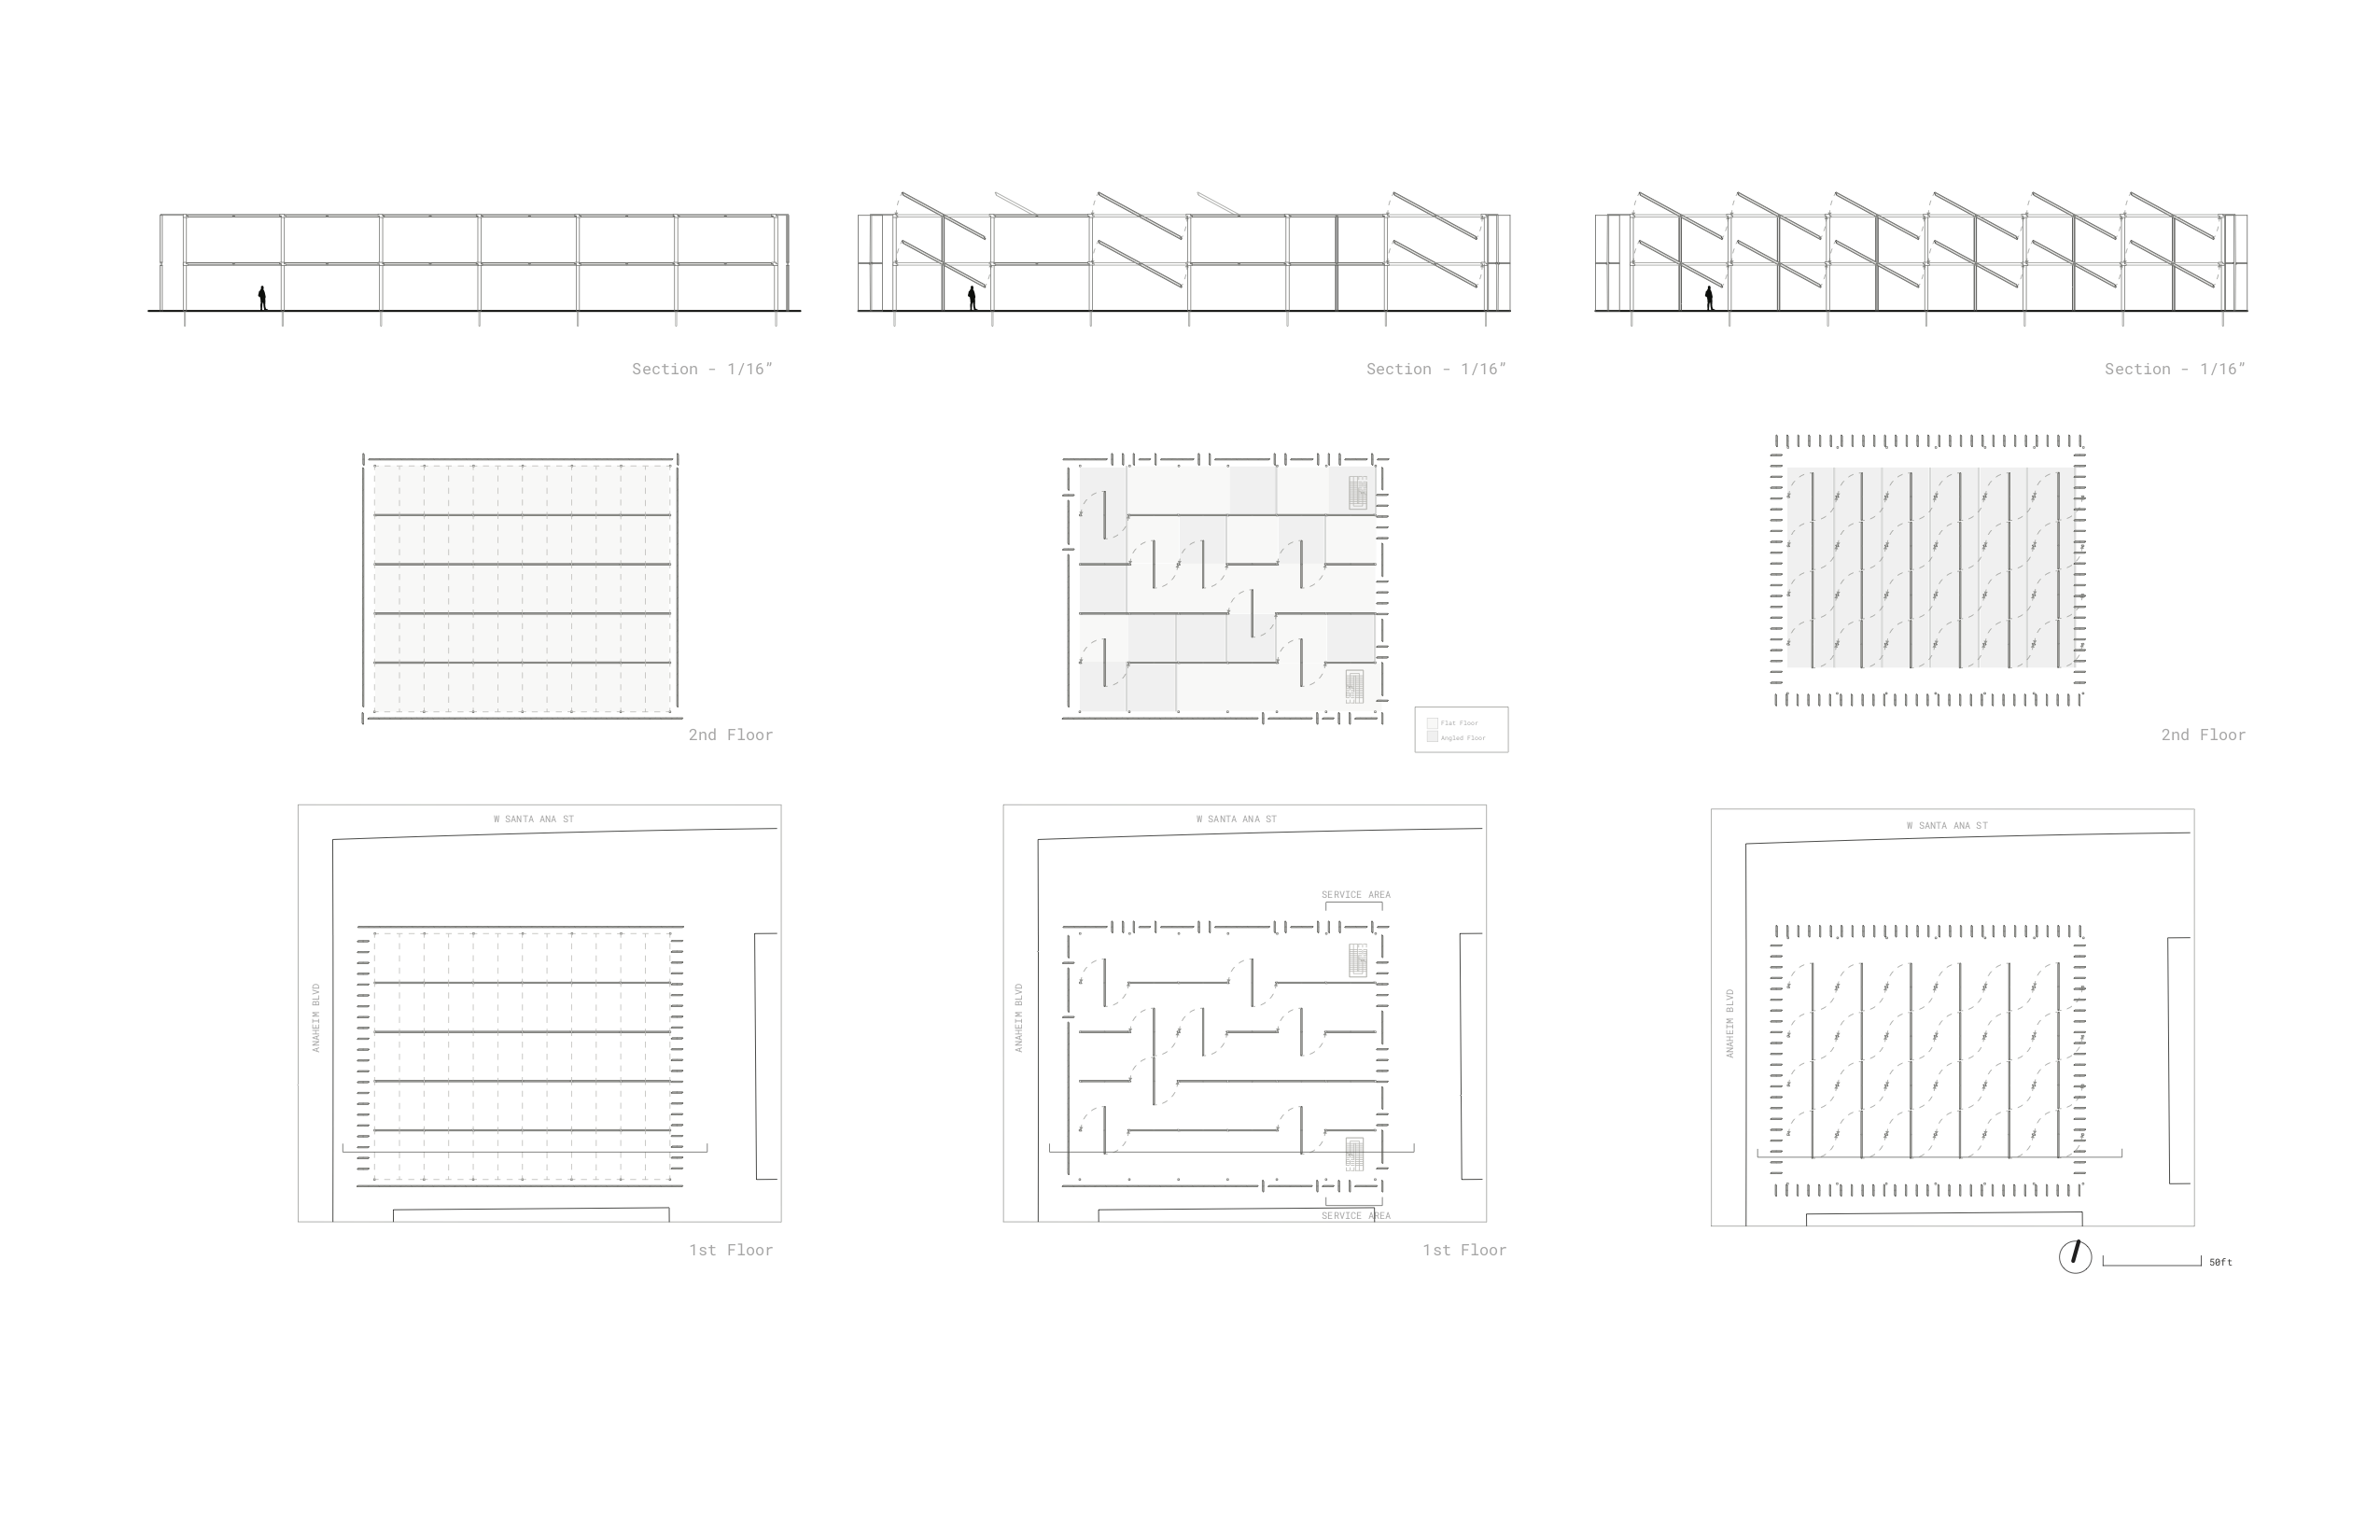 Section - 1/16"
Section - 1/16"
Section - 1/16"
2nd Floor
Flat Floor
Angled Floor
2nd Floor
W SANTA ANA ST
ANAHEIM BLVD
1st Floor
W SANTA ANA ST
SERVICE AREA
ANAHEIM BLVD
SERVICE AREA
1st Floor
W SANTA ANA ST
ANAHEIM BLVD
50ft